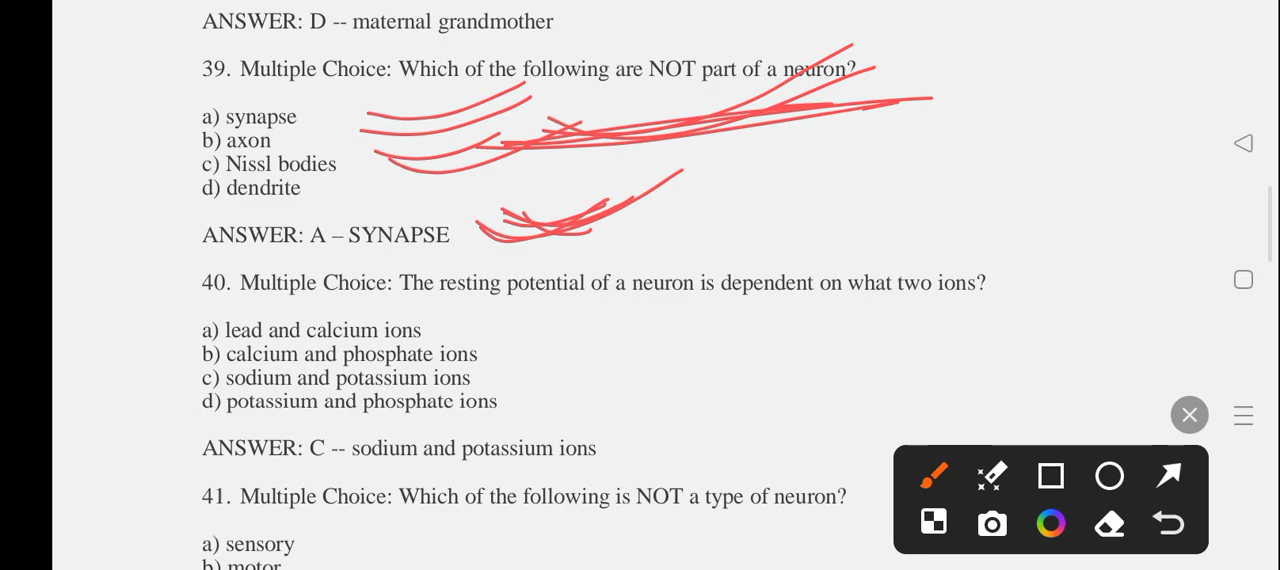 ANSWER: D -- maternal grandmother
39. Multiple Choice: Which of the following are NOT part of a neuron?
a) synapse
b) axon
c) Nissl bodies
d) dendrite
ANSWER: A – SYNAPSE
40. Multiple Choice: The resting potential of a neuron is dependent on what two ions?
a) lead and calcium ions
b) calcium and phosphate ions
c) sodium and potassium ions
d) potassium and phosphate ions
ANSWER: C -- sodium and potassium ions
41. Multiple Choice: Which of the following is NOT a type of neuron?
a) sensory
b) motor